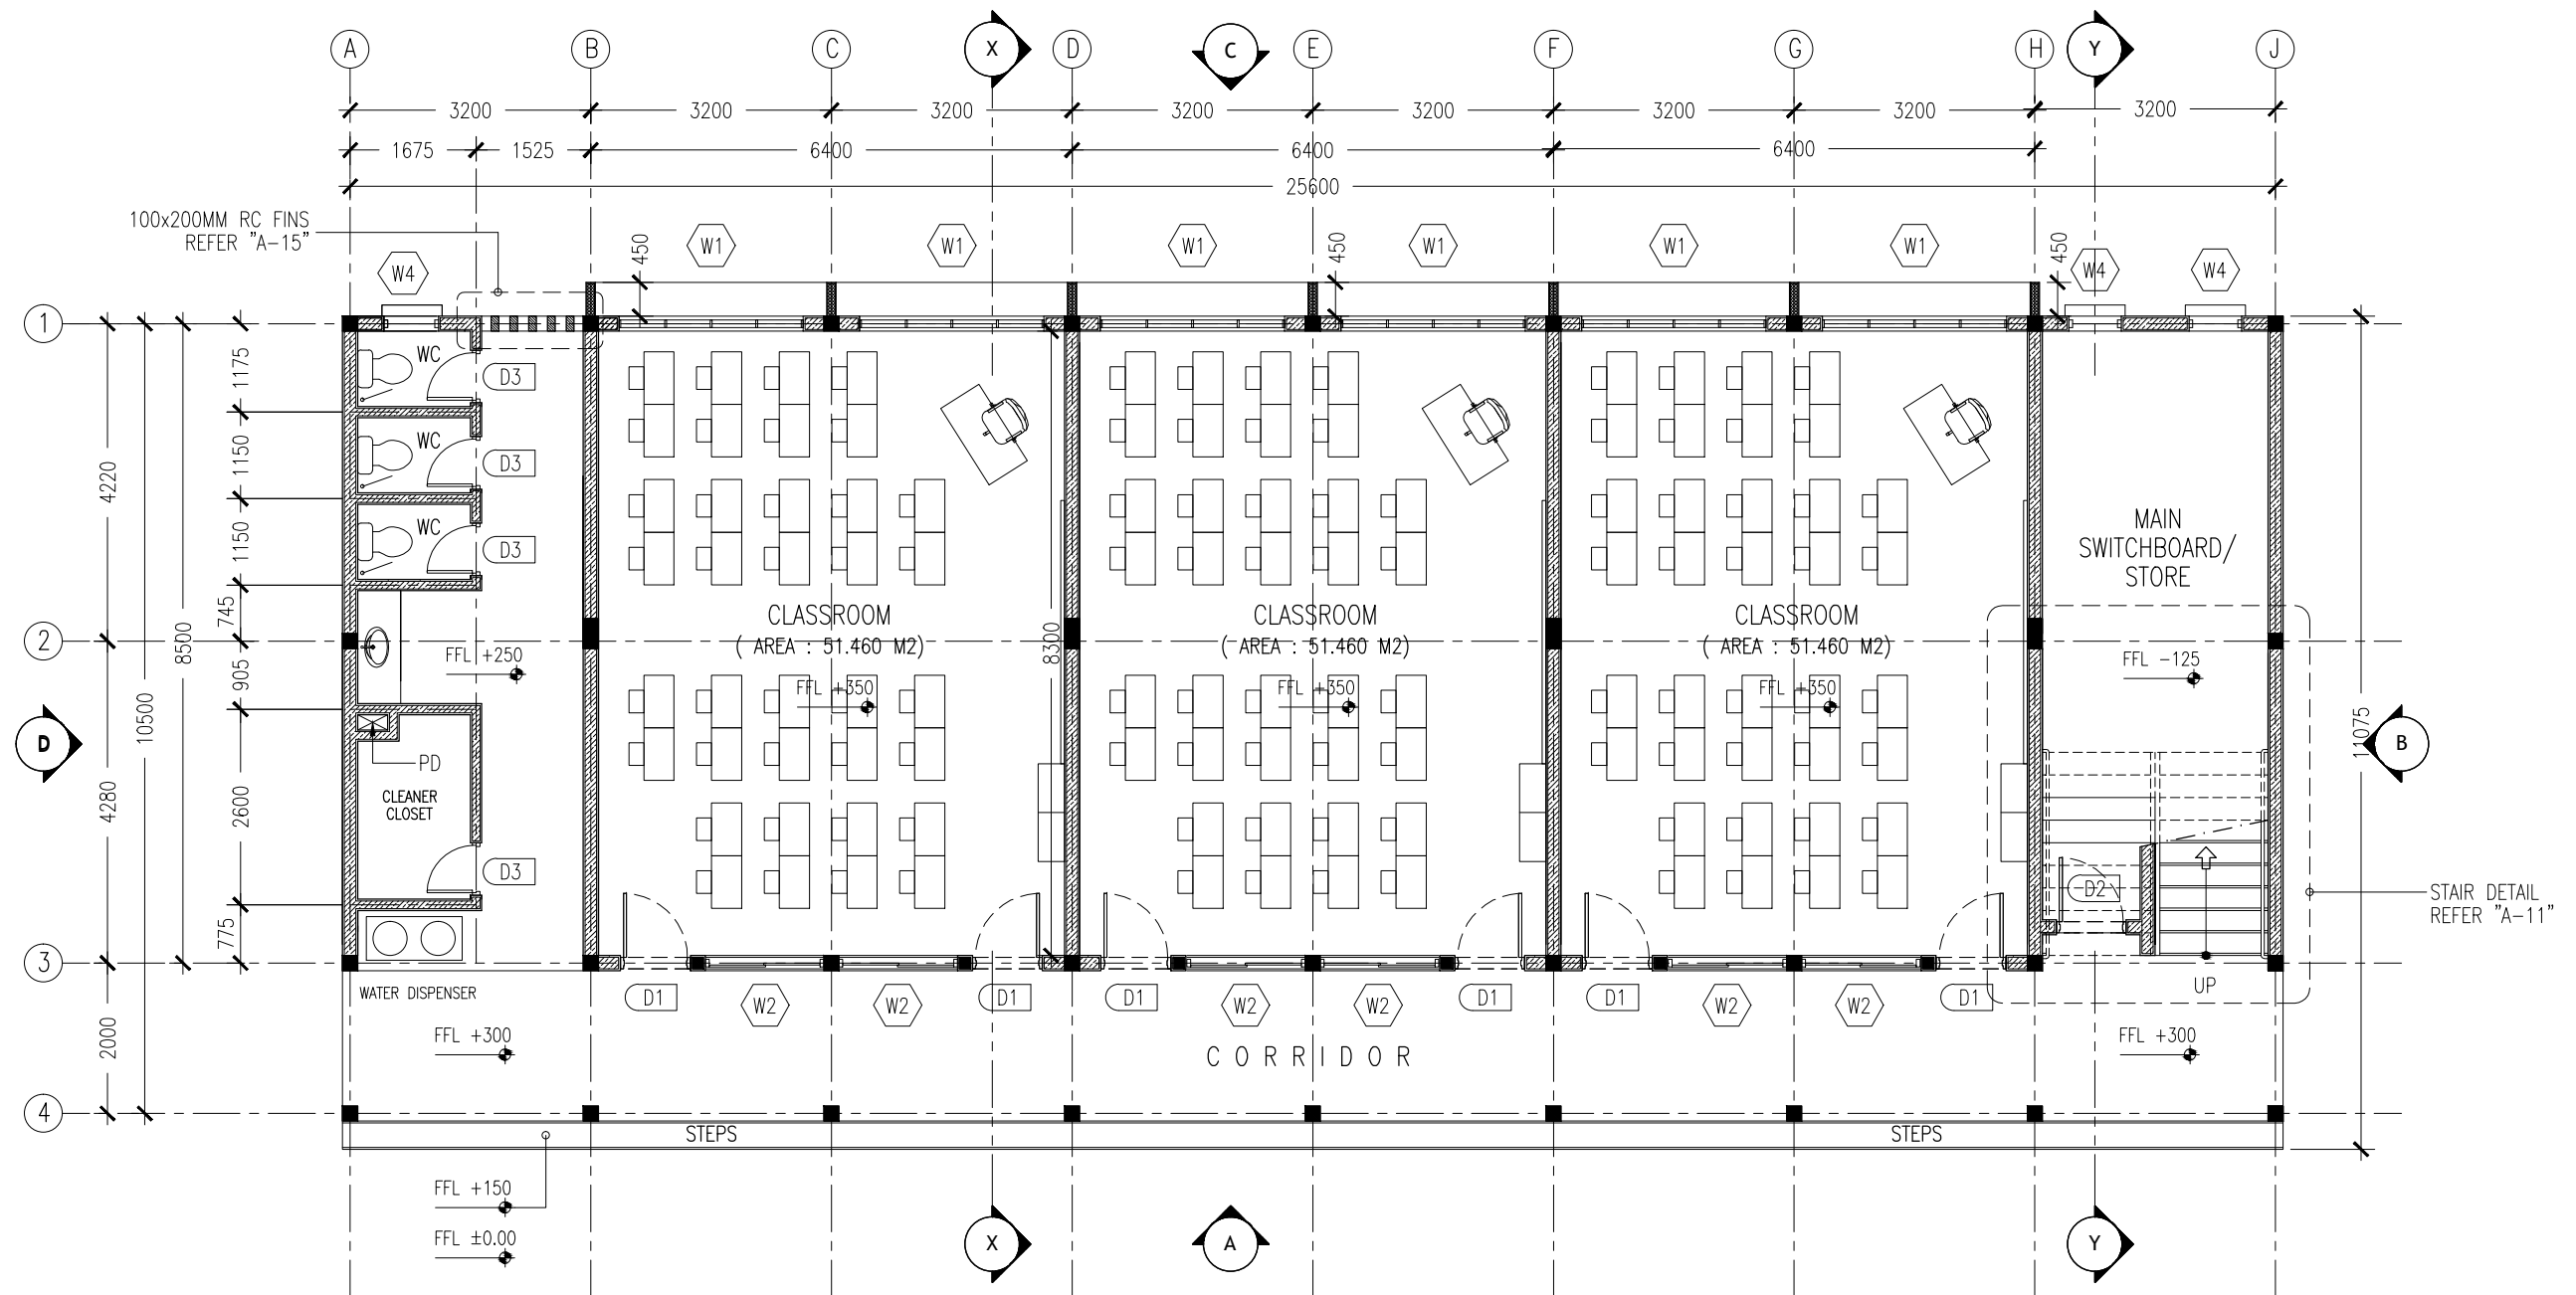 A B C X D C E F G H Y J
3200 3200 3200 3200 3200 3200 3200 3200
1675 1525 6400 6400 6400
25600
100x200MM RC FINS
REFER "A-15"
W4 450 W1 W1 W1 450 W1 W1 W1 450 W4 W4
1
WC D3
1175
WC D3
1150
4220
WC D3
1150
MAIN
SWITCHBOARD/
STORE
745
CLASSROOM CLASSROOM CLASSROOM
( AREA : 51.460 M2) ( AREA : 51.460 M2) ( AREA : 51.460 M2)
2
8500
8300
FFL +250
FFL -125
905
FFL +350 FFL +350 FFL +350
10500
D
11075
B
PD
4280
2600
CLEANER
CLOSET
D3
D2
STAIR DETAIL
REFER "A-11"
775
3
WATER DISPENSER
D1 W2 W2 D1 D1 W2 W2 D1 D1 W2 W2 D1
UP
2000
FFL +300
CORRIDOR
FFL +300
4
STEPS STEPS
FFL +150
FFL ±0.00
X A Y